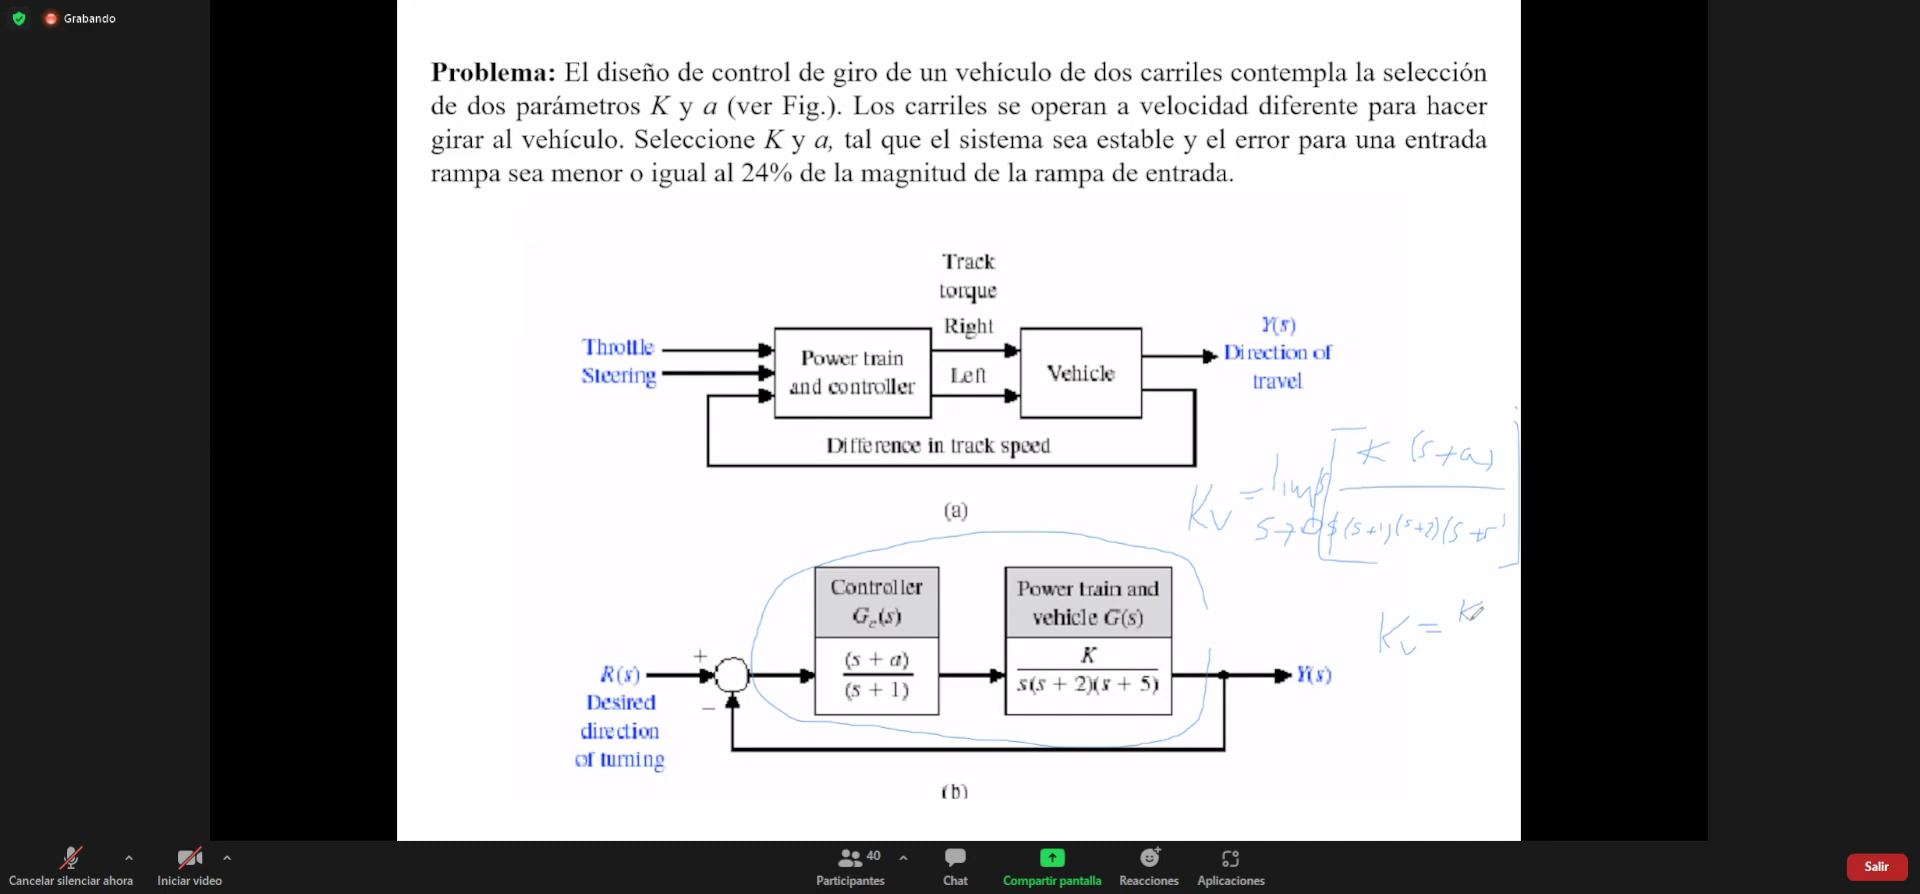 Grabando
Problema: El diseño de control de giro de un vehículo de dos carriles contempla la selección
de dos parámetros K y a (ver Fig.). Los carriles se operan a velocidad diferente para hacer
girar al vehículo. Seleccione K y a, tal que el sistema sea estable y el error para una entrada
rampa sea menor o igual al 24% de la magnitud de la rampa de entrada.
Track
torque
Right
Left
Throttle
Steering
Power train
and controller
Vehicle
Y(s)
Direction of
travel
Difference in track speed
(a)
Kv = lim s [ K (s+a)
s→0 s(s+1)(s+2)(s+5) ]
Kv = K
Controller
Gc(s)
(s + a)
(s + 1)
Power train and
vehicle G(s)
K
s(s + 2)(s + 5)
+
−
R(s)
Desired
direction
of turning
Y(s)
(b)
Cancelar silenciar ahora
Iniciar video
40
Participantes
Chat
Compartir pantalla
Reacciones
Aplicaciones
Salir